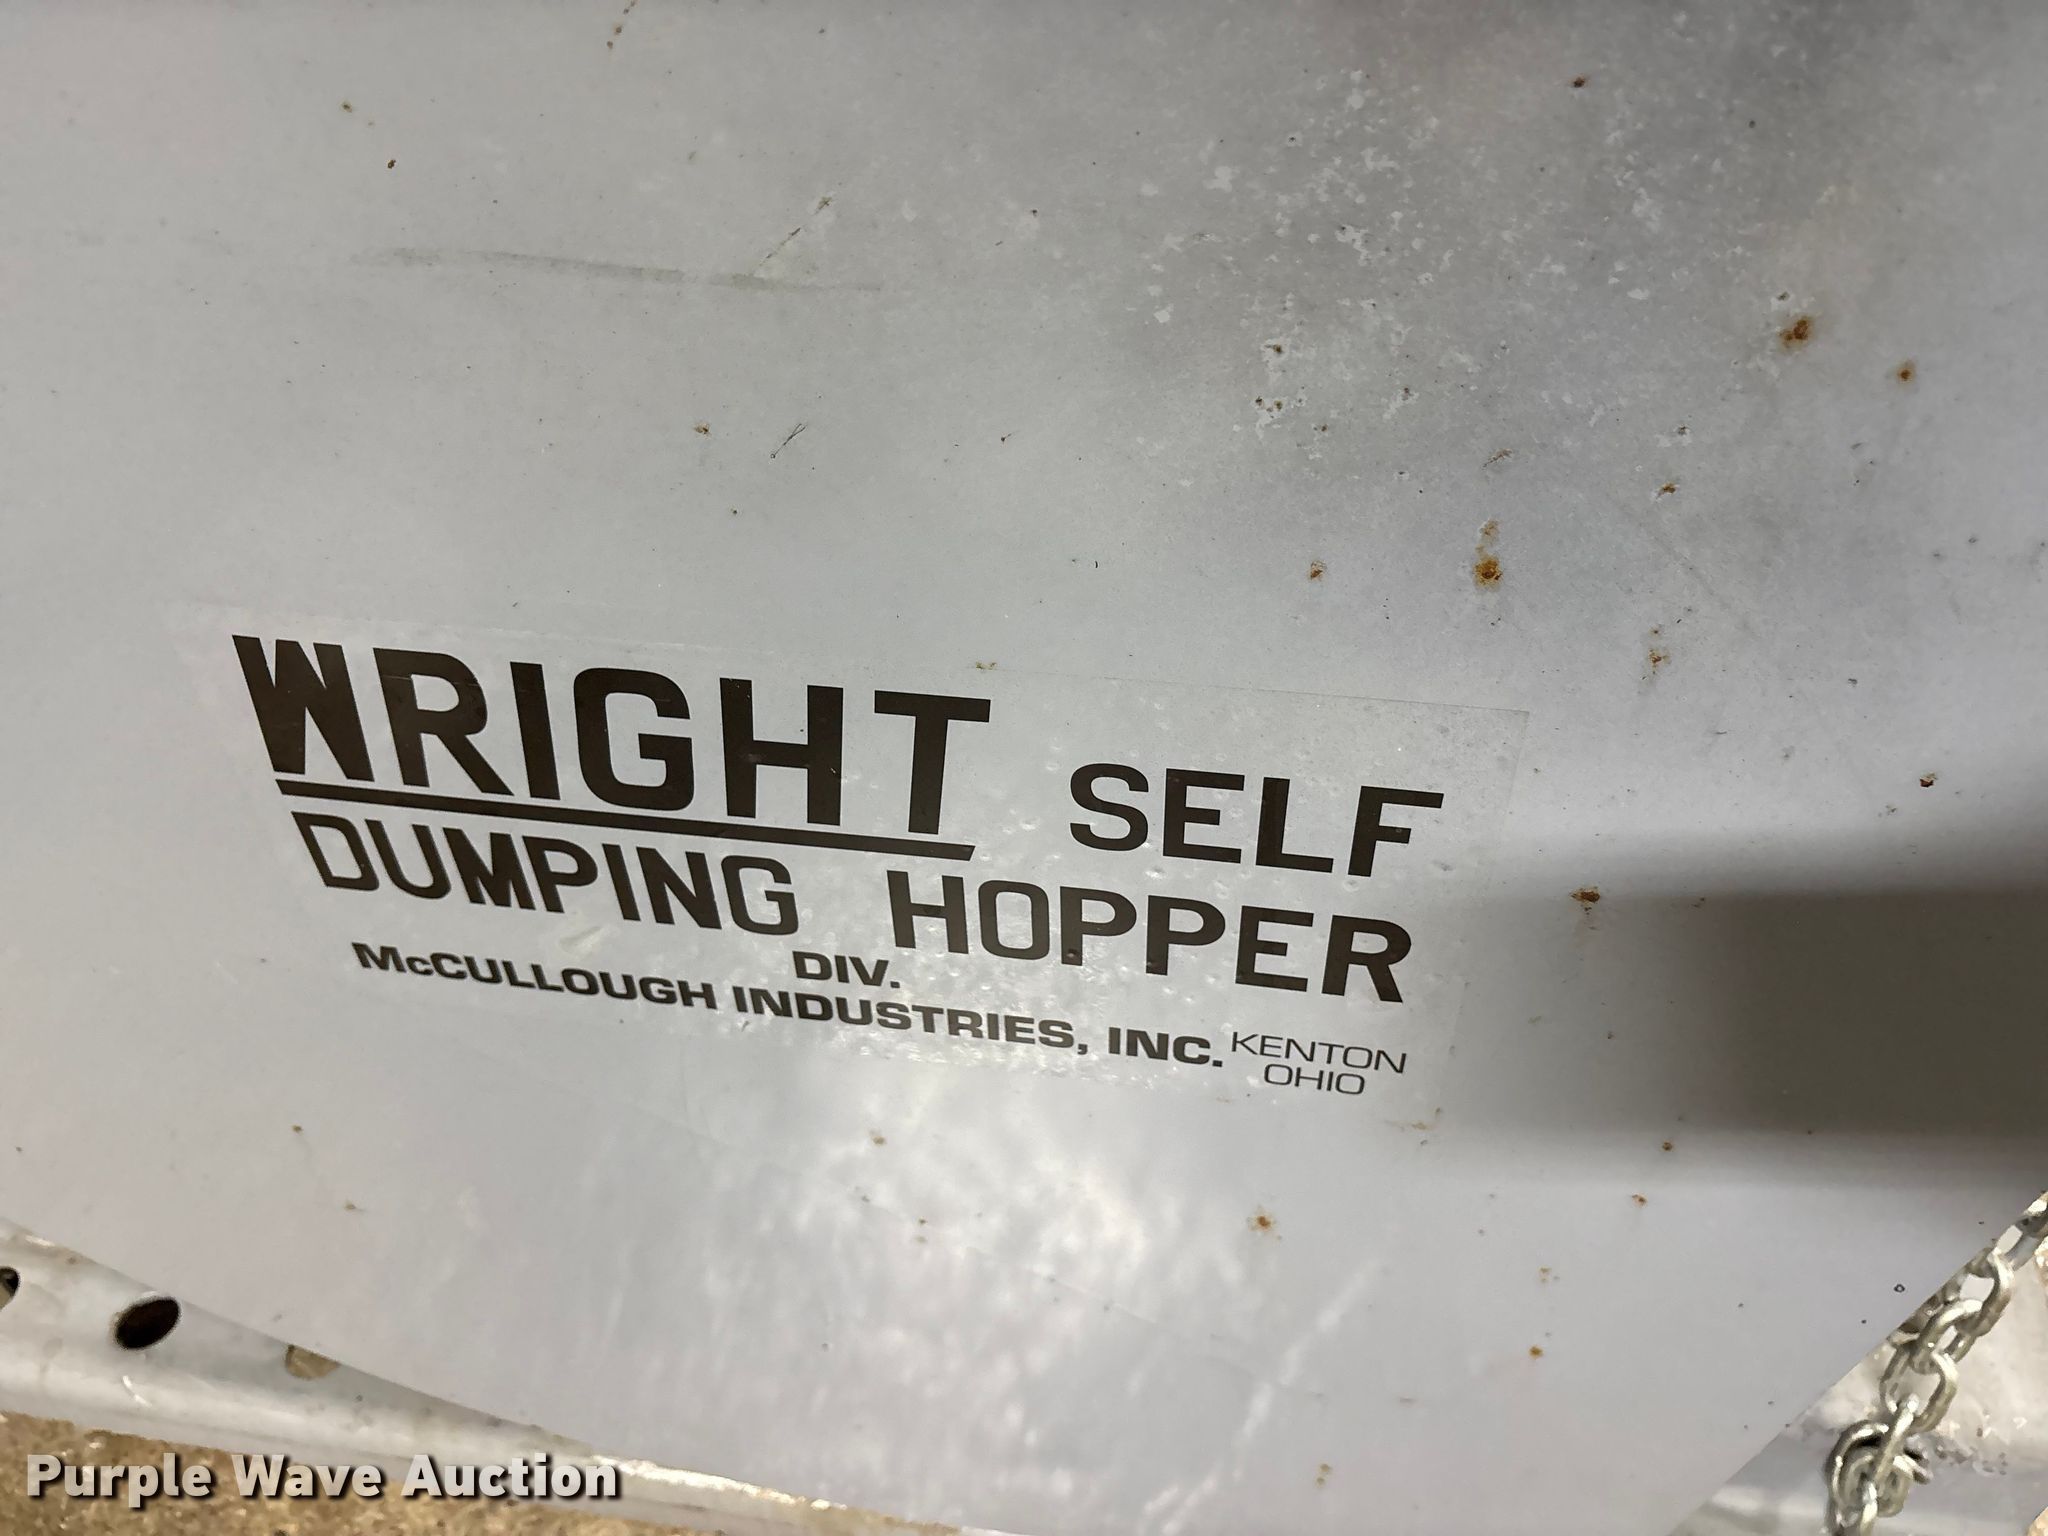 WRIGHT SELF
DUMPING HOPPER
DIV.
McCULLOUGH INDUSTRIES, INC. KENTON
OHIO
Purple Wave Auction